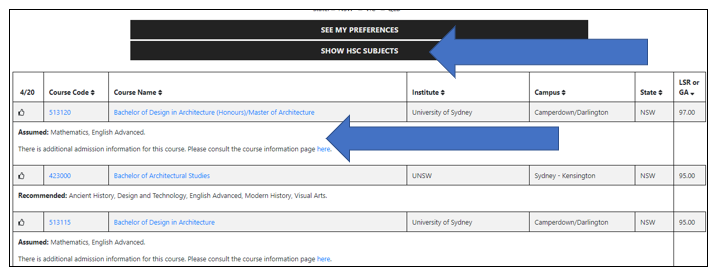 SEE MY PREFERENCES
SHOW HSC SUBJECTS
4/20 Course Code Course Name Institute Campus State LSR or GA
513120 Bachelor of Design in Architecture (Honours)/Master of Architecture University of Sydney Camperdown/Darlington NSW 97.00
Assumed: Mathematics, English Advanced.
There is additional admission information for this course. Please consult the course information page here.
423000 Bachelor of Architectural Studies UNSW Sydney - Kensington NSW 95.00
Recommended: Ancient History, Design and Technology, English Advanced, Modern History, Visual Arts.
513115 Bachelor of Design in Architecture University of Sydney Camperdown/Darlington NSW 95.00
Assumed: Mathematics, English Advanced.
There is additional admission information for this course. Please consult the course information page here.